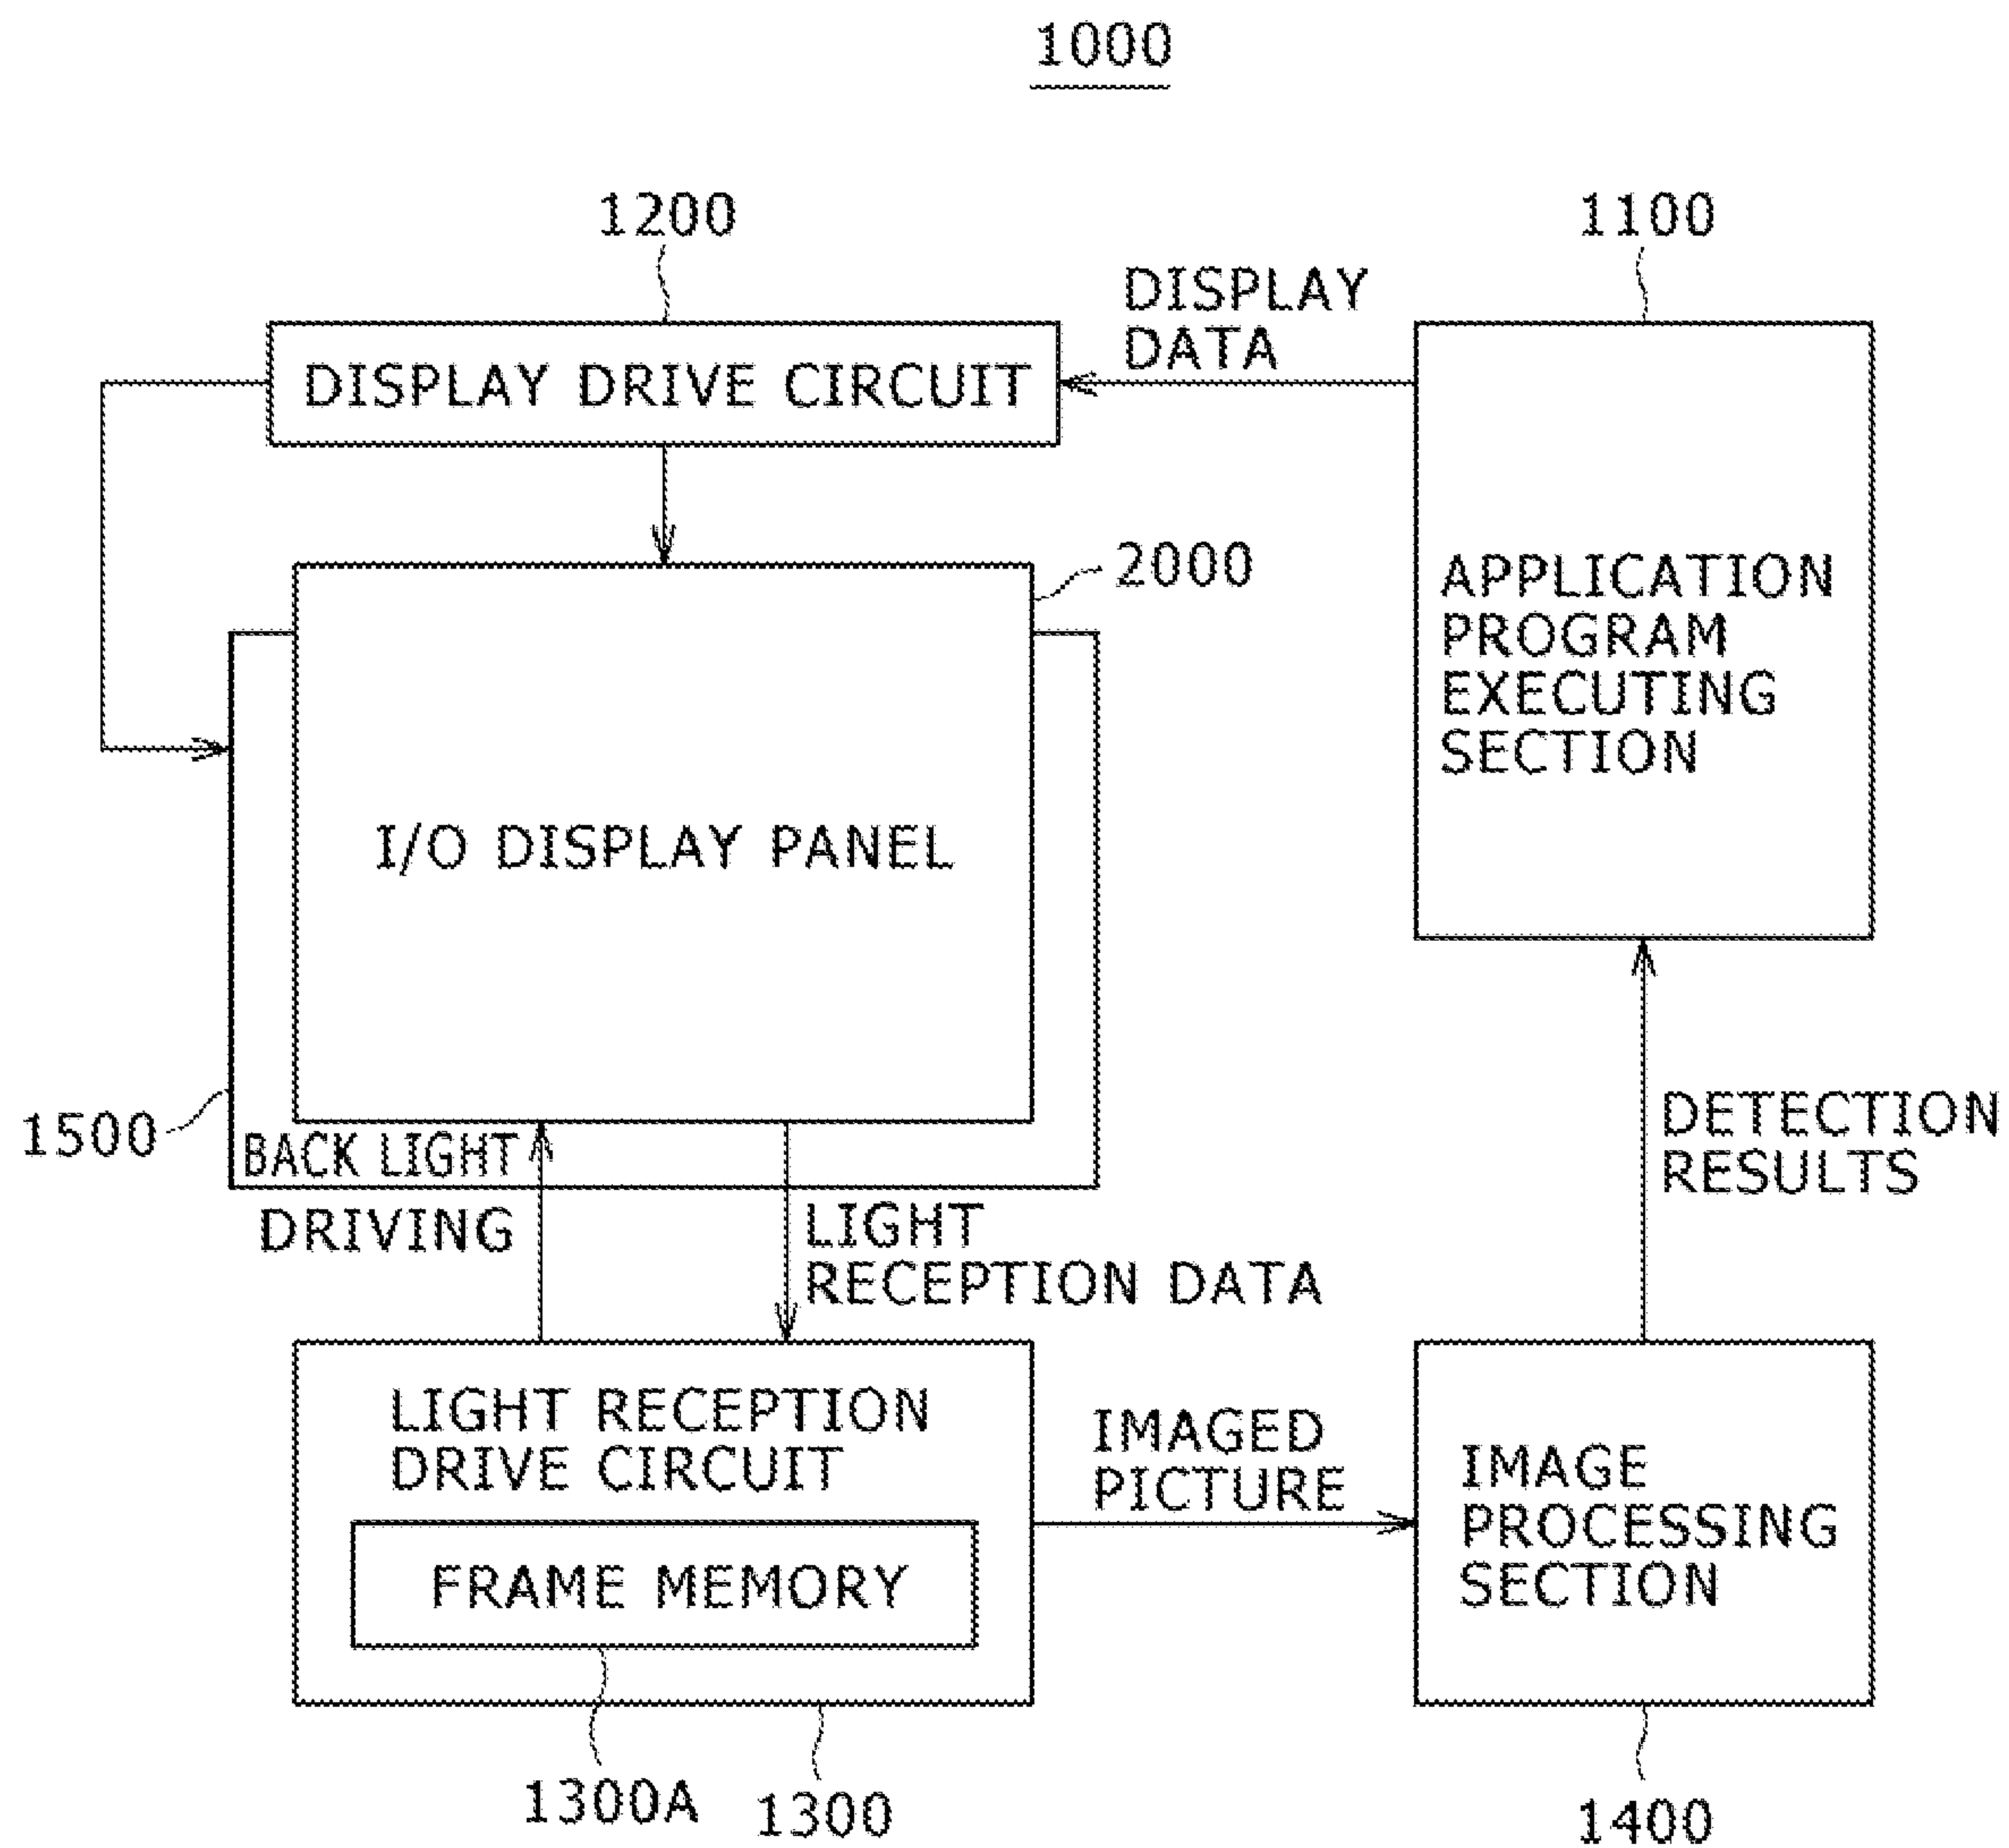 1000
1200
1100
DISPLAY
DATA
DISPLAY DRIVE CIRCUIT
2000
APPLICATION
PROGRAM
EXECUTING
SECTION
I/O DISPLAY PANEL
1500
BACK LIGHT
DRIVING
LIGHT
RECEPTION DATA
DETECTION
RESULTS
LIGHT RECEPTION
DRIVE CIRCUIT
FRAME MEMORY
IMAGED
PICTURE
IMAGE
PROCESSING
SECTION
1300A
1300
1400